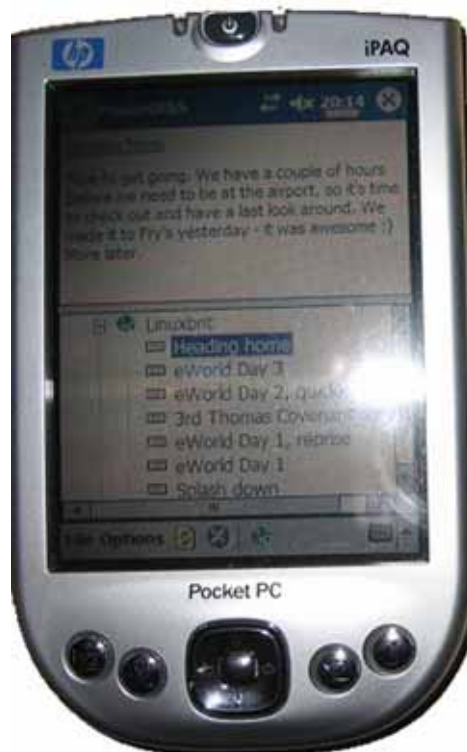 hp
iPAQ
20:14
to get going. We have a couple of hours
before we need to be at the airport, so it's time
to check out and have a last look around. We
made it to Fry's yesterday - it was awesome :)
More later.
Linuxbrit
Heading home
eWorld Day 3
eWorld Day 2, quick
3rd Thomas Covenant
eWorld Day 1, reprise
eWorld Day 1
Splash down
File Options
Pocket PC